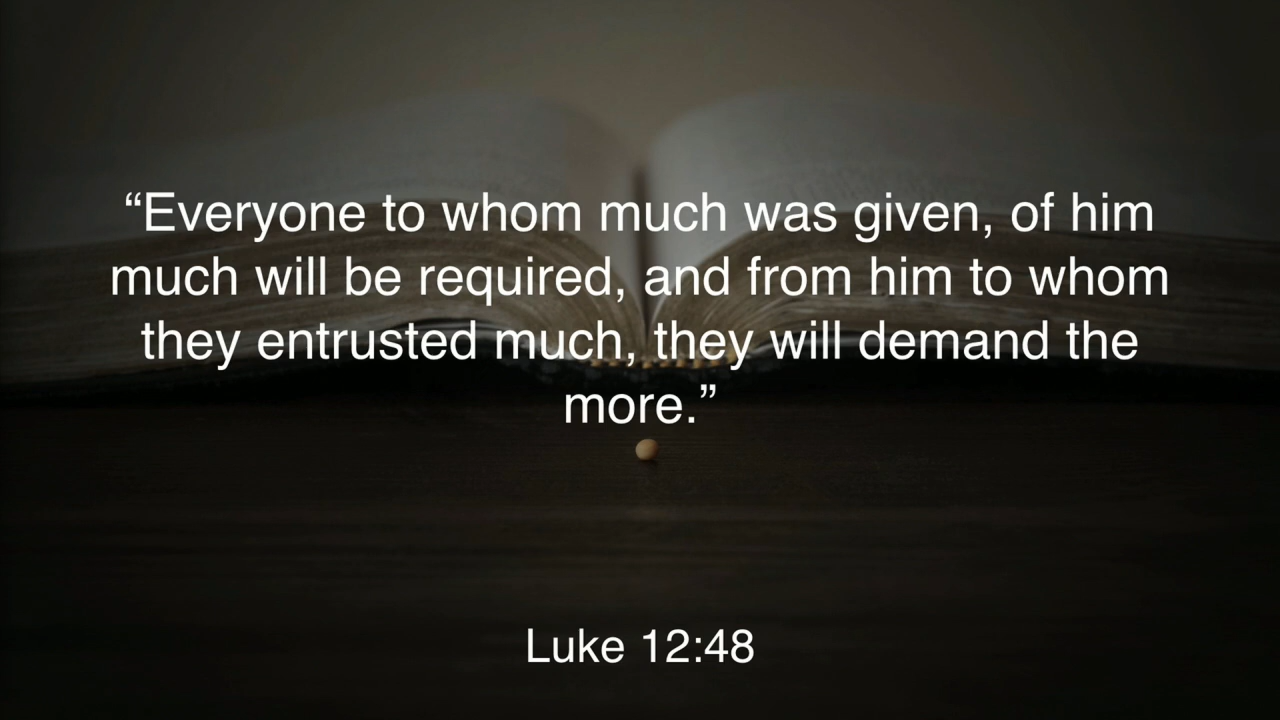 “Everyone to whom much was given, of him
much will be required, and from him to whom
they entrusted much, they will demand the
more.”
Luke 12:48